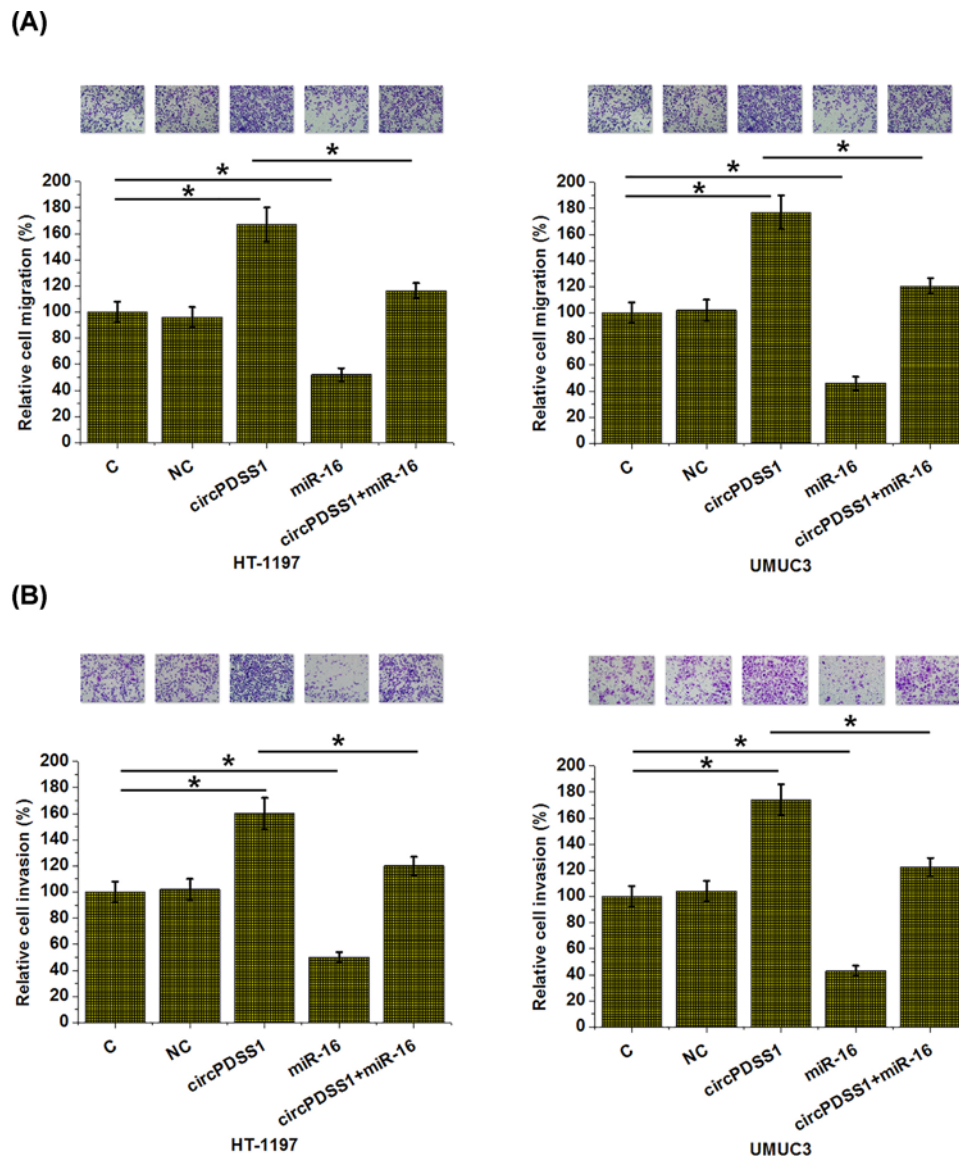 (A)
*
*
*
Relative cell migration (%)
200
180
160
140
120
100
80
60
40
20
0
C
NC
circPDSS1
miR-16
circPDSS1+miR-16
HT-1197
*
*
*
Relative cell migration (%)
200
180
160
140
120
100
80
60
40
20
0
C
NC
circPDSS1
miR-16
circPDSS1+miR-16
UMUC3
(B)
*
*
*
Relative cell invasion (%)
200
180
160
140
120
100
80
60
40
20
0
C
NC
circPDSS1
miR-16
circPDSS1+miR-16
HT-1197
*
*
*
Relative cell invasion (%)
200
180
160
140
120
100
80
60
40
20
0
C
NC
circPDSS1
miR-16
circPDSS1+miR-16
UMUC3